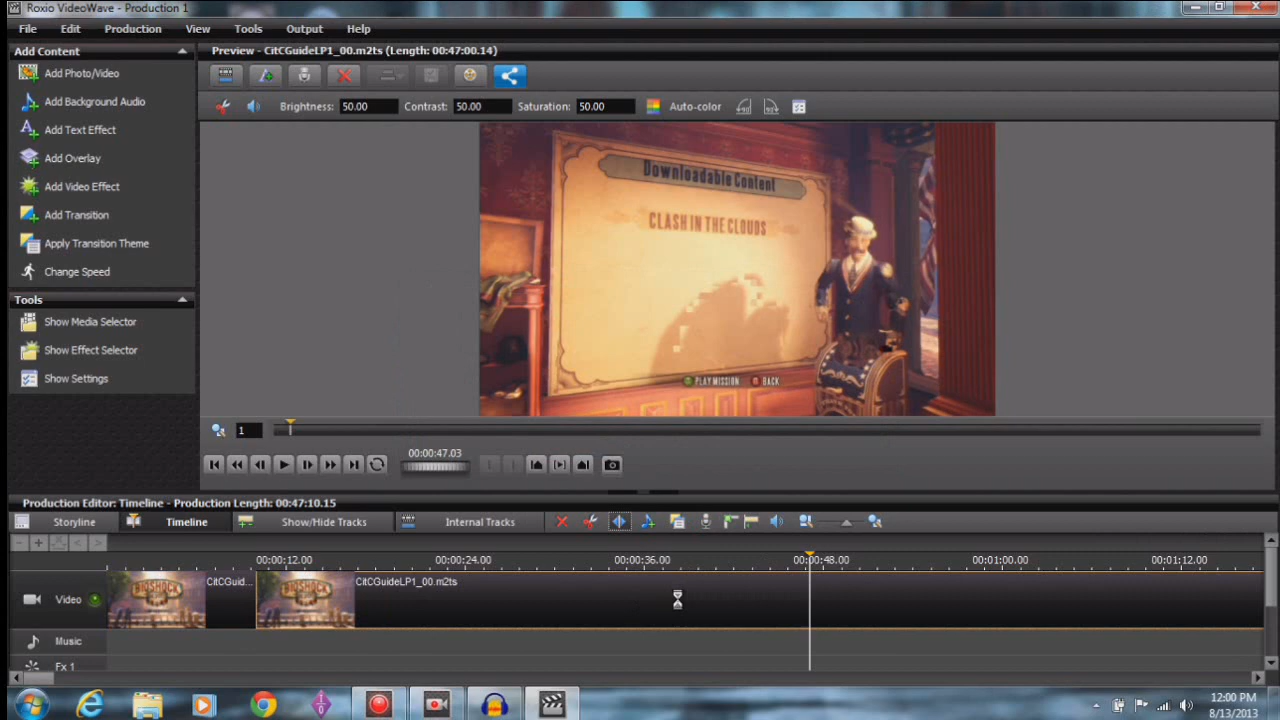 Roxio VideoWave - Production 1
File Edit Production View Tools Output Help
Add Content
Add Photo/Video
Add Background Audio
Add Text Effect
Add Overlay
Add Video Effect
Add Transition
Apply Transition Theme
Change Speed
Tools
Show Media Selector
Show Effect Selector
Show Settings
Preview - CitCGuideLP1_00.m2ts (Length: 00:47:00.14)
Brightness: 50.00 Contrast: 50.00 Saturation: 50.00 Auto-color
Downloadable Content
CLASH IN THE CLOUDS
PLAY MISSION BACK
1
00:00:47.03
Production Editor: Timeline - Production Length: 00:47:10.15
Storyline Timeline Show/Hide Tracks Internal Tracks
00:00:12.00 00:00:24.00 00:00:36.00 00:00:48.00 00:01:00.00 00:01:12.00
Video
BIOSHOCK
CitCGuid...
BIOSHOCK
CitCGuideLP1_00.m2ts
Music
Fx 1
12:00 PM
8/13/2013